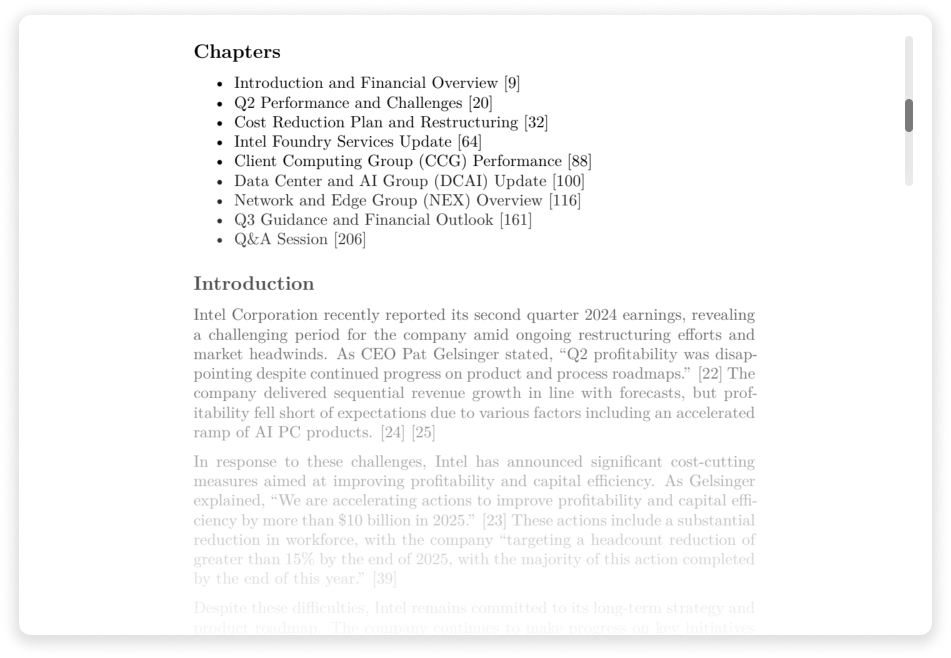 Chapters
• Introduction and Financial Overview [9]
• Q2 Performance and Challenges [20]
• Cost Reduction Plan and Restructuring [32]
• Intel Foundry Services Update [64]
• Client Computing Group (CCG) Performance [88]
• Data Center and AI Group (DCAI) Update [100]
• Network and Edge Group (NEX) Overview [116]
• Q3 Guidance and Financial Outlook [161]
• Q&A Session [206]
Introduction
Intel Corporation recently reported its second quarter 2024 earnings, revealing
a challenging period for the company amid ongoing restructuring efforts and
market headwinds. As CEO Pat Gelsinger stated, “Q2 profitability was disap-
pointing despite continued progress on product and process roadmaps.” [22] The
company delivered sequential revenue growth in line with forecasts, but prof-
itability fell short of expectations due to various factors including an accelerated
ramp of AI PC products. [24] [25]
In response to these challenges, Intel has announced significant cost-cutting
measures aimed at improving profitability and capital efficiency. As Gelsinger
explained, “We are accelerating actions to improve profitability and capital effi-
ciency by more than $10 billion in 2025.” [23] These actions include a substantial
reduction in workforce, with the company “targeting a headcount reduction of
greater than 15% by the end of 2025, with the majority of this action completed
by the end of this year.” [39]
Despite these difficulties, Intel remains committed to its long-term strategy and
product roadmap. The company continues to make progress on key initiatives